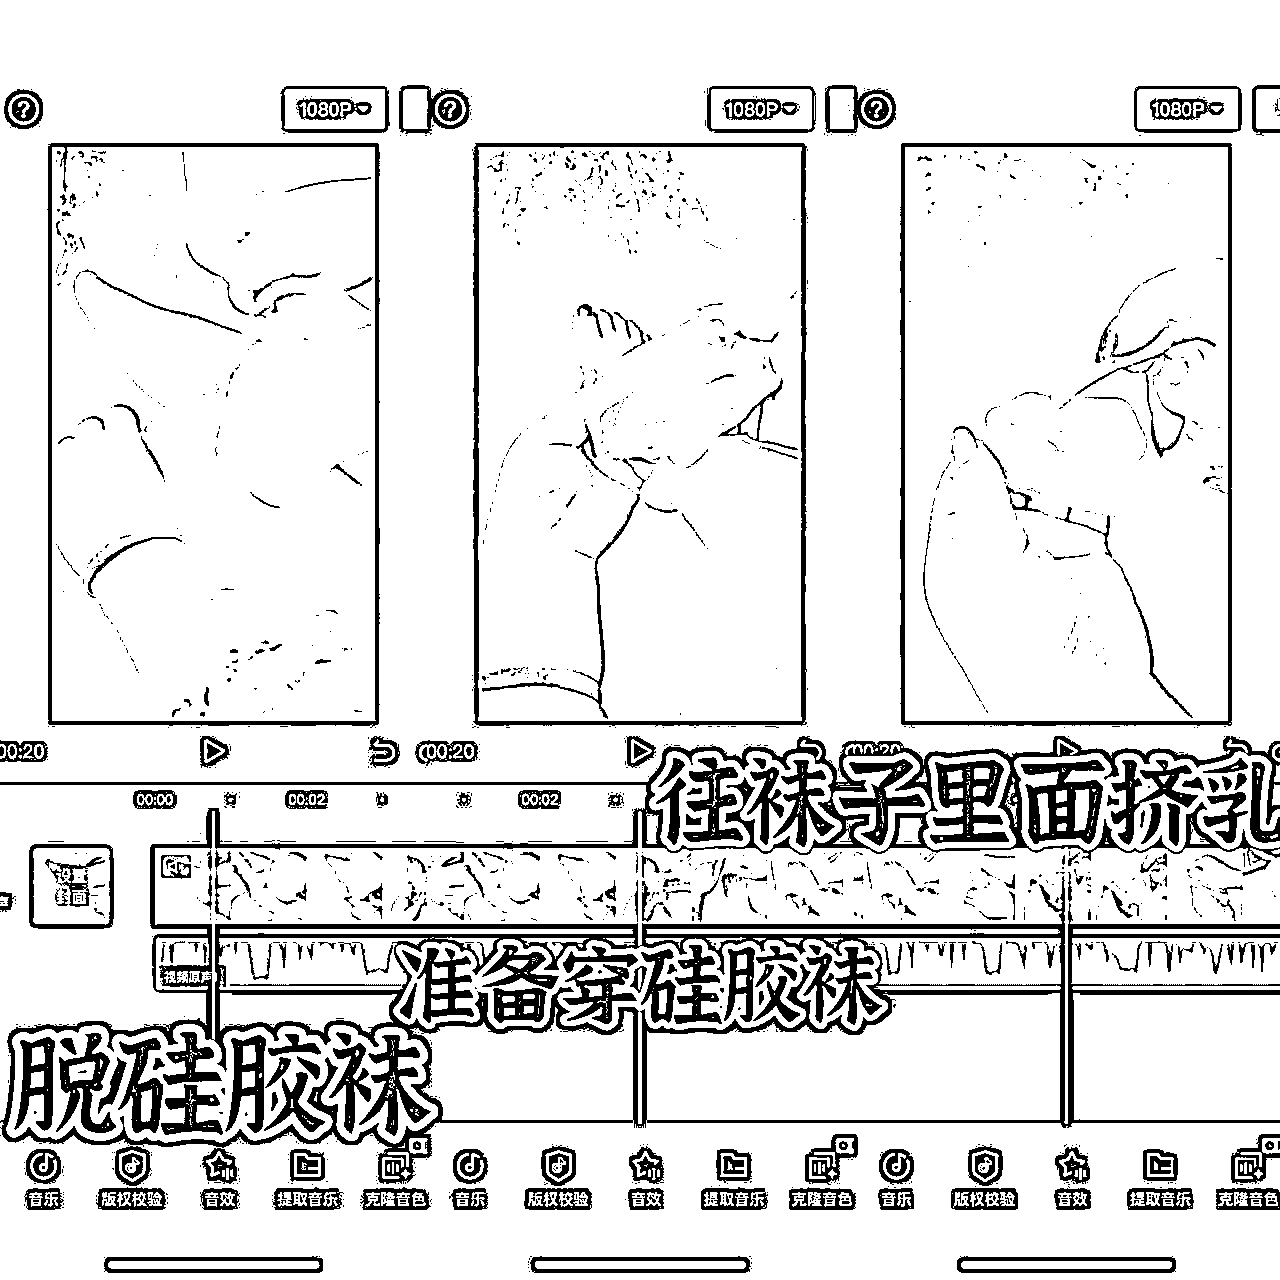 1080P
1080P
1080P
00:20
00:20
00:20
往袜子里面挤乳
00:00
00:02
00:02
设置
封面
视频原声
准备穿硅胶袜
脱硅胶袜
音乐 版权校验 音效 提取音乐 克隆音色
音乐 版权校验 音效 提取音乐 克隆音色
音乐 版权校验 音效 提取音乐 克隆音色